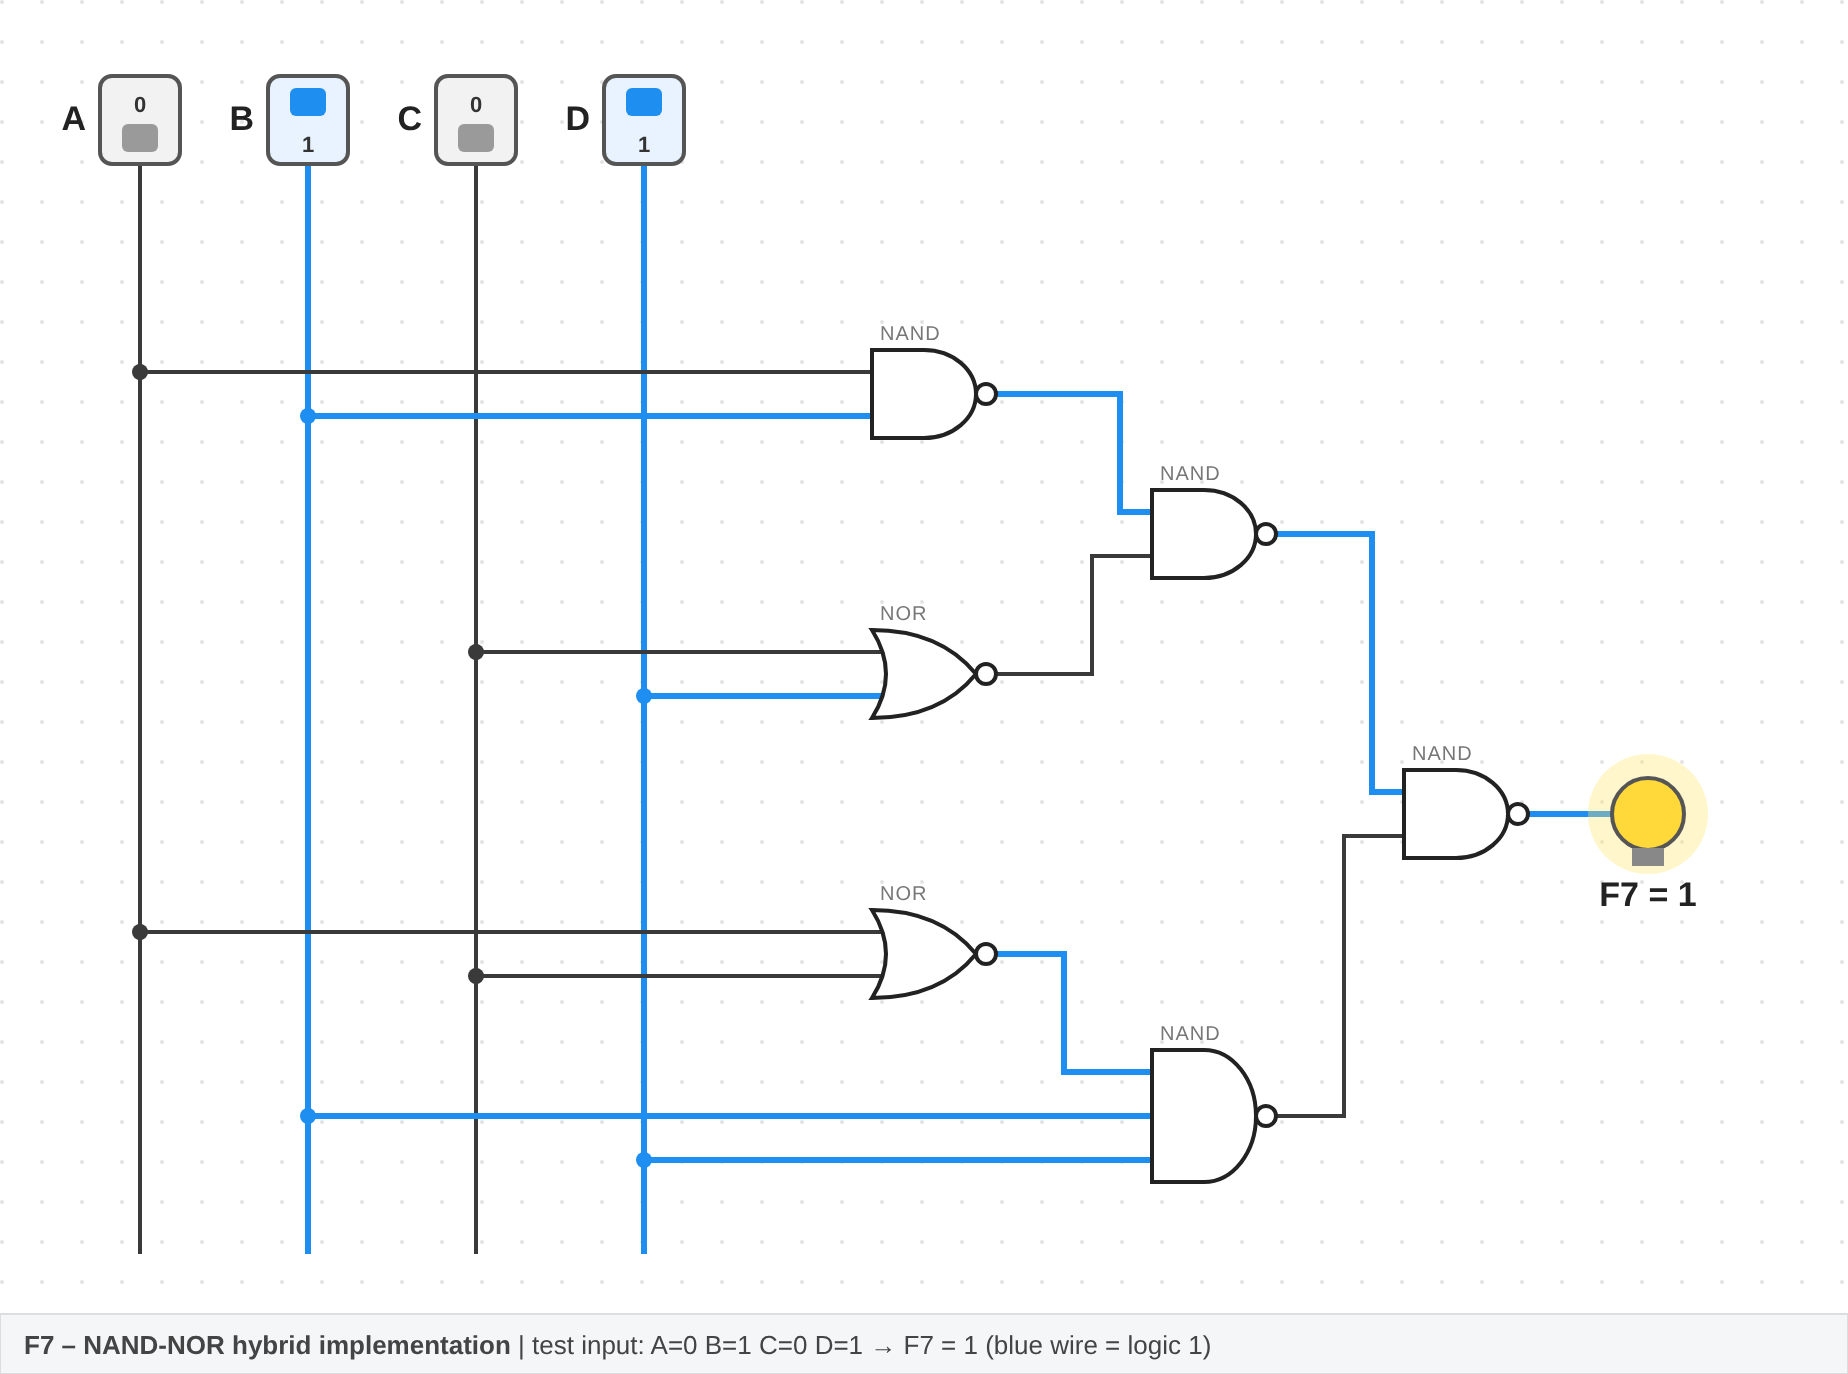 A
0
B
1
C
0
D
1
NAND
NAND
NOR
NAND
F7 = 1
NOR
NAND
F7 – NAND-NOR hybrid implementation | test input: A=0 B=1 C=0 D=1 → F7 = 1 (blue wire = logic 1)